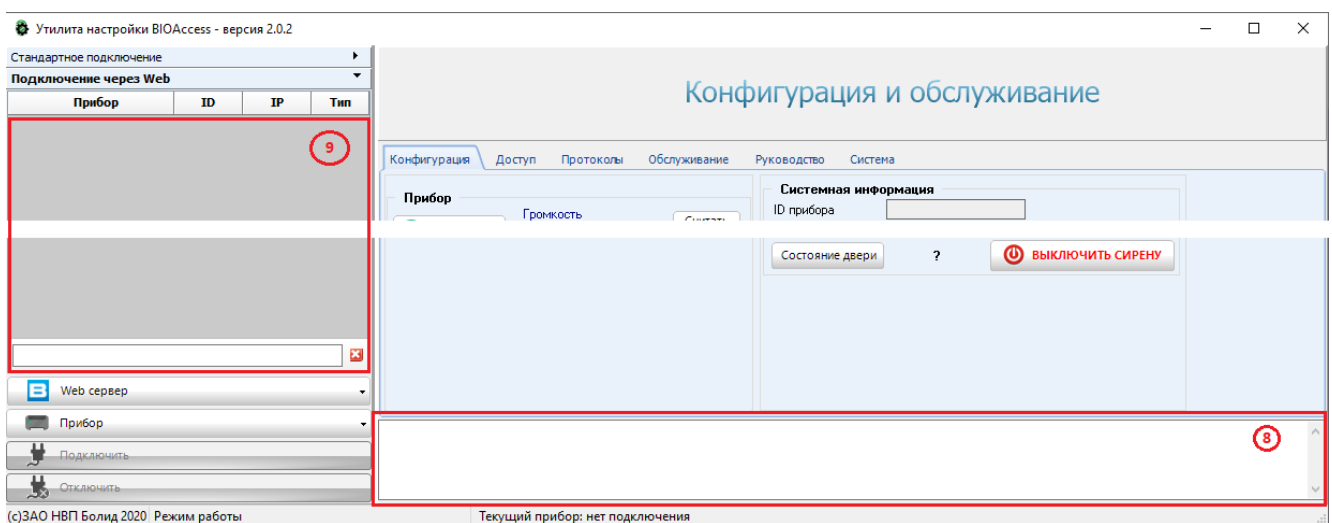 Утилита настройки BIOAccess - версия 2.0.2
Стандартное подключение
Подключение через Web
Прибор ID IP Тип
9
Конфигурация и обслуживание
Конфигурация Доступ Протоколы Обслуживание Руководство Система
Прибор
Громкость
Считать
Системная информация
ID прибора
Состояние двери ? ВЫКЛЮЧИТЬ СИРЕНУ
Web сервер
Прибор
Подключить
Отключить
8
(c)ЗАО НВП Болид 2020 Режим работы Текущий прибор: нет подключения